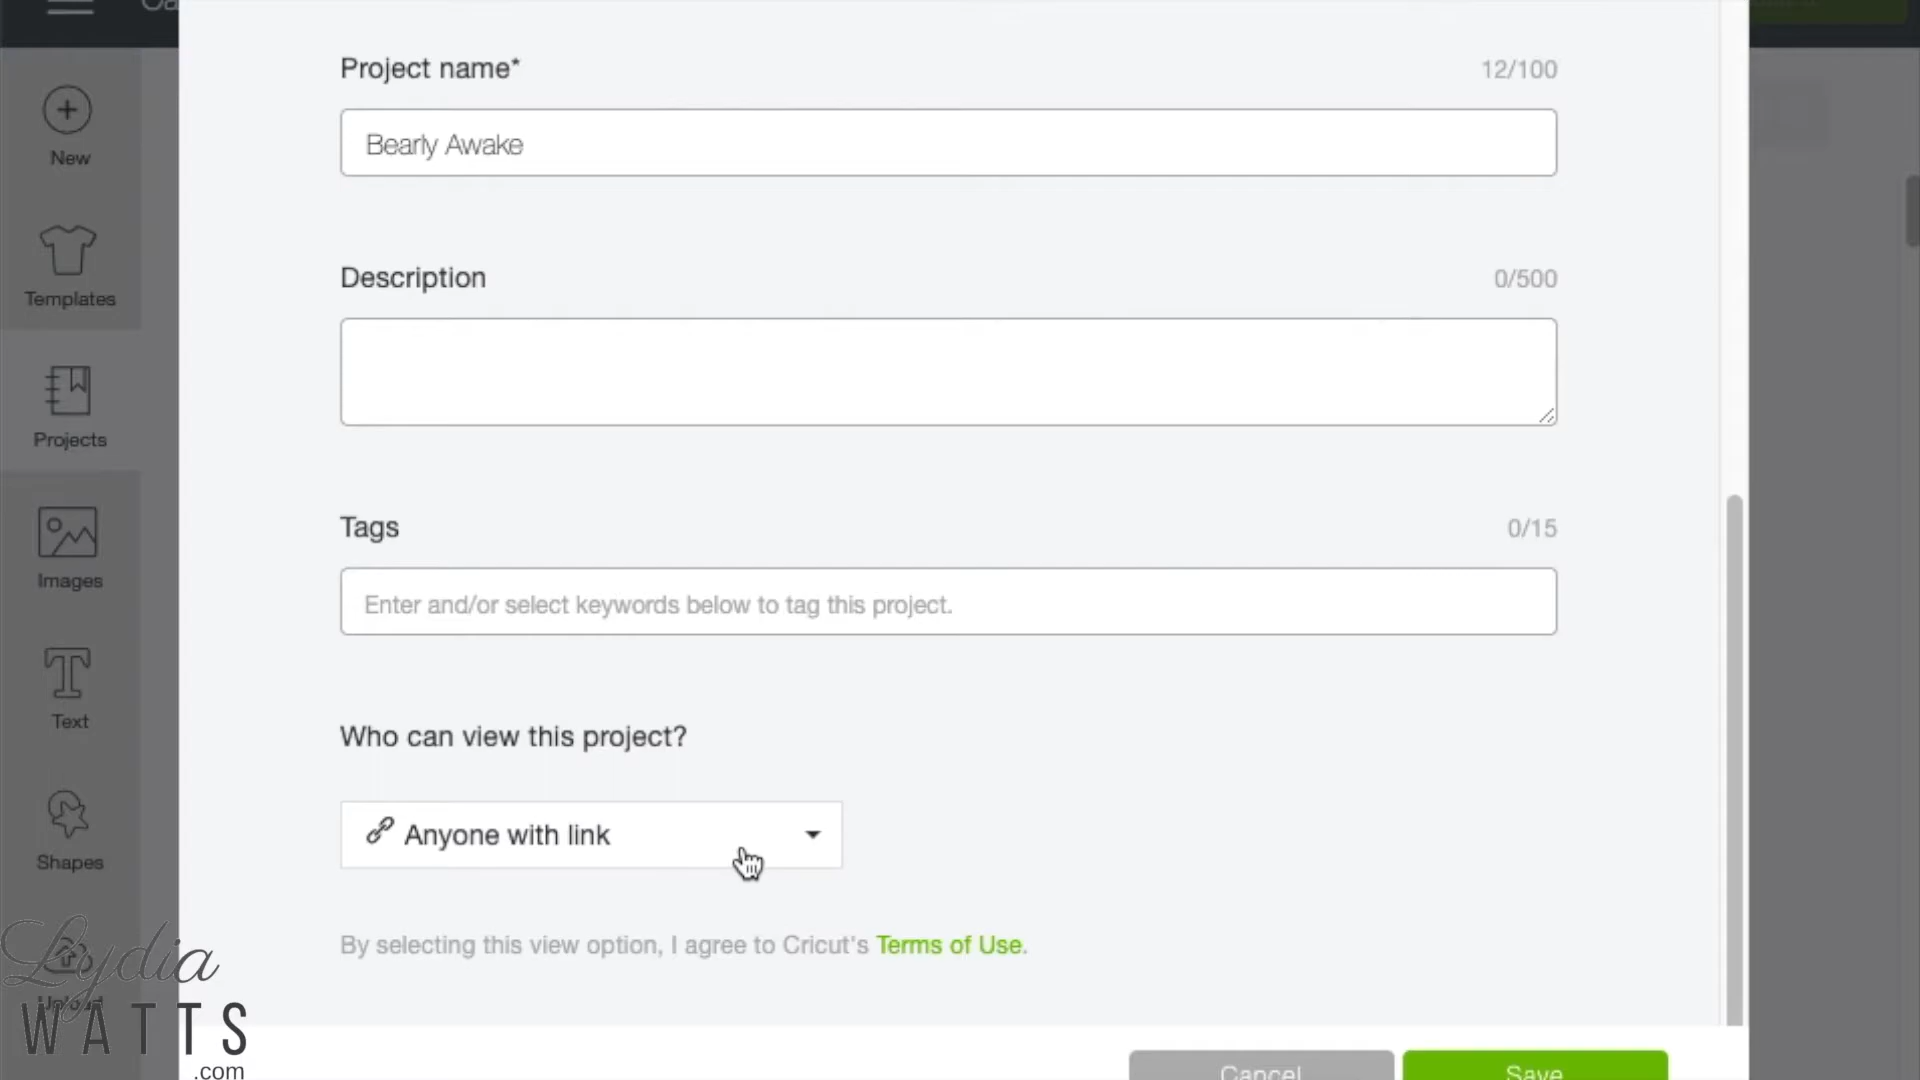 Project name*
12/100
Bearly Awake
New
Templates
Description
0/500
Projects
Tags
0/15
Images
Enter and/or select keywords below to tag this project.
Text
Who can view this project?
Anyone with link
Shapes
By selecting this view option, I agree to Cricut's Terms of Use.
Upload
Lydia
WATTS
.com
Cancel
Save